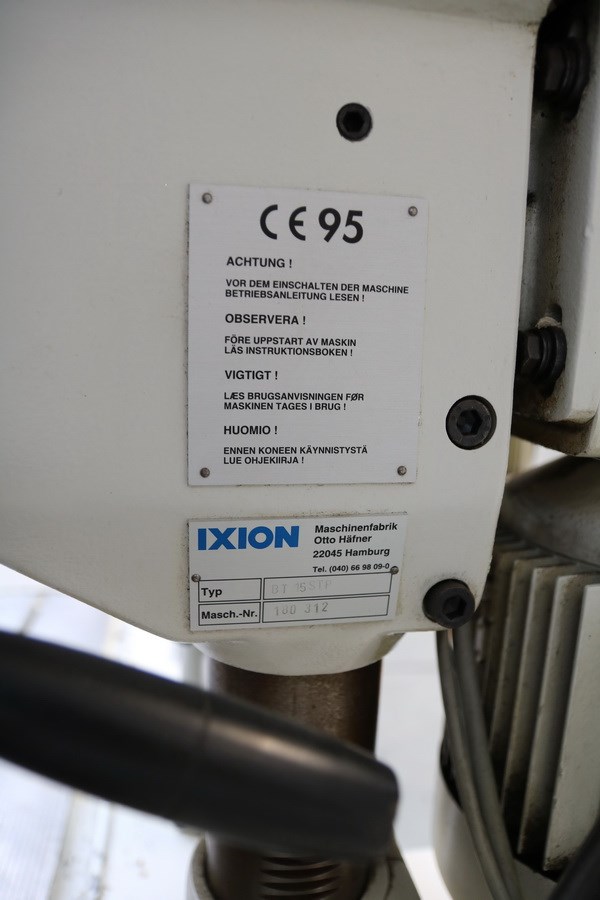 CE 95
ACHTUNG !
VOR DEM EINSCHALTEN DER MASCHINE
BETRIEBSANLEITUNG LESEN !
OBSERVERA !
FÖRE UPPSTART AV MASKIN
LÄS INSTRUKTIONSBOKEN !
VIGTIGT !
LÆS BRUGSANVISNINGEN FØR
MASKINEN TAGES I BRUG !
HUOMIO !
ENNEN KONEEN KÄYNNISTYSTÄ
LUE OHJEKIRJA !
IXION
Maschinenfabrik
Otto Häfner
22045 Hamburg
Tel. (040) 66 98 09-0
Typ
Masch.-Nr. 180 312